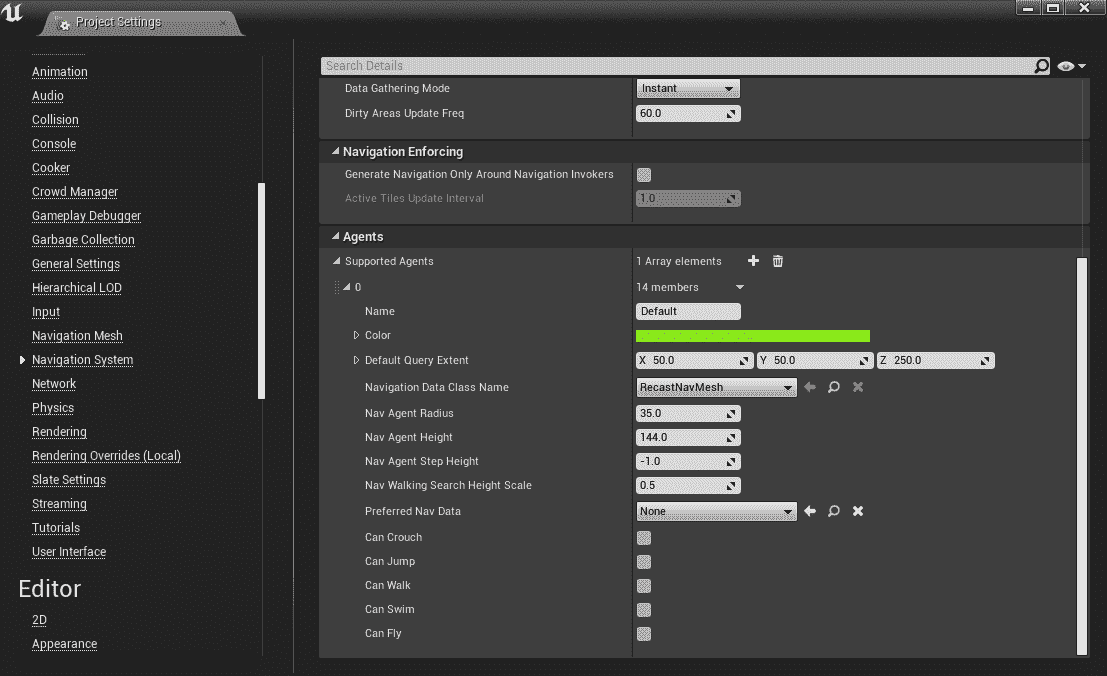 Project Settings
Animation
Audio
Collision
Console
Cooker
Crowd Manager
Gameplay Debugger
Garbage Collection
General Settings
Hierarchical LOD
Input
Navigation Mesh
Navigation System
Network
Physics
Rendering
Rendering Overrides (Local)
Slate Settings
Streaming
Tutorials
User Interface
Editor
2D
Appearance
Search Details
Data Gathering Mode Instant
Dirty Areas Update Freq 60.0
Navigation Enforcing
Generate Navigation Only Around Navigation Invokers
Active Tiles Update Interval 1.0
Agents
Supported Agents 1 Array elements
0 14 members
Name Default
Color
Default Query Extent X 50.0 Y 50.0 Z 250.0
Navigation Data Class Name RecastNavMesh
Nav Agent Radius 35.0
Nav Agent Height 144.0
Nav Agent Step Height -1.0
Nav Walking Search Height Scale 0.5
Preferred Nav Data None
Can Crouch
Can Jump
Can Walk
Can Swim
Can Fly